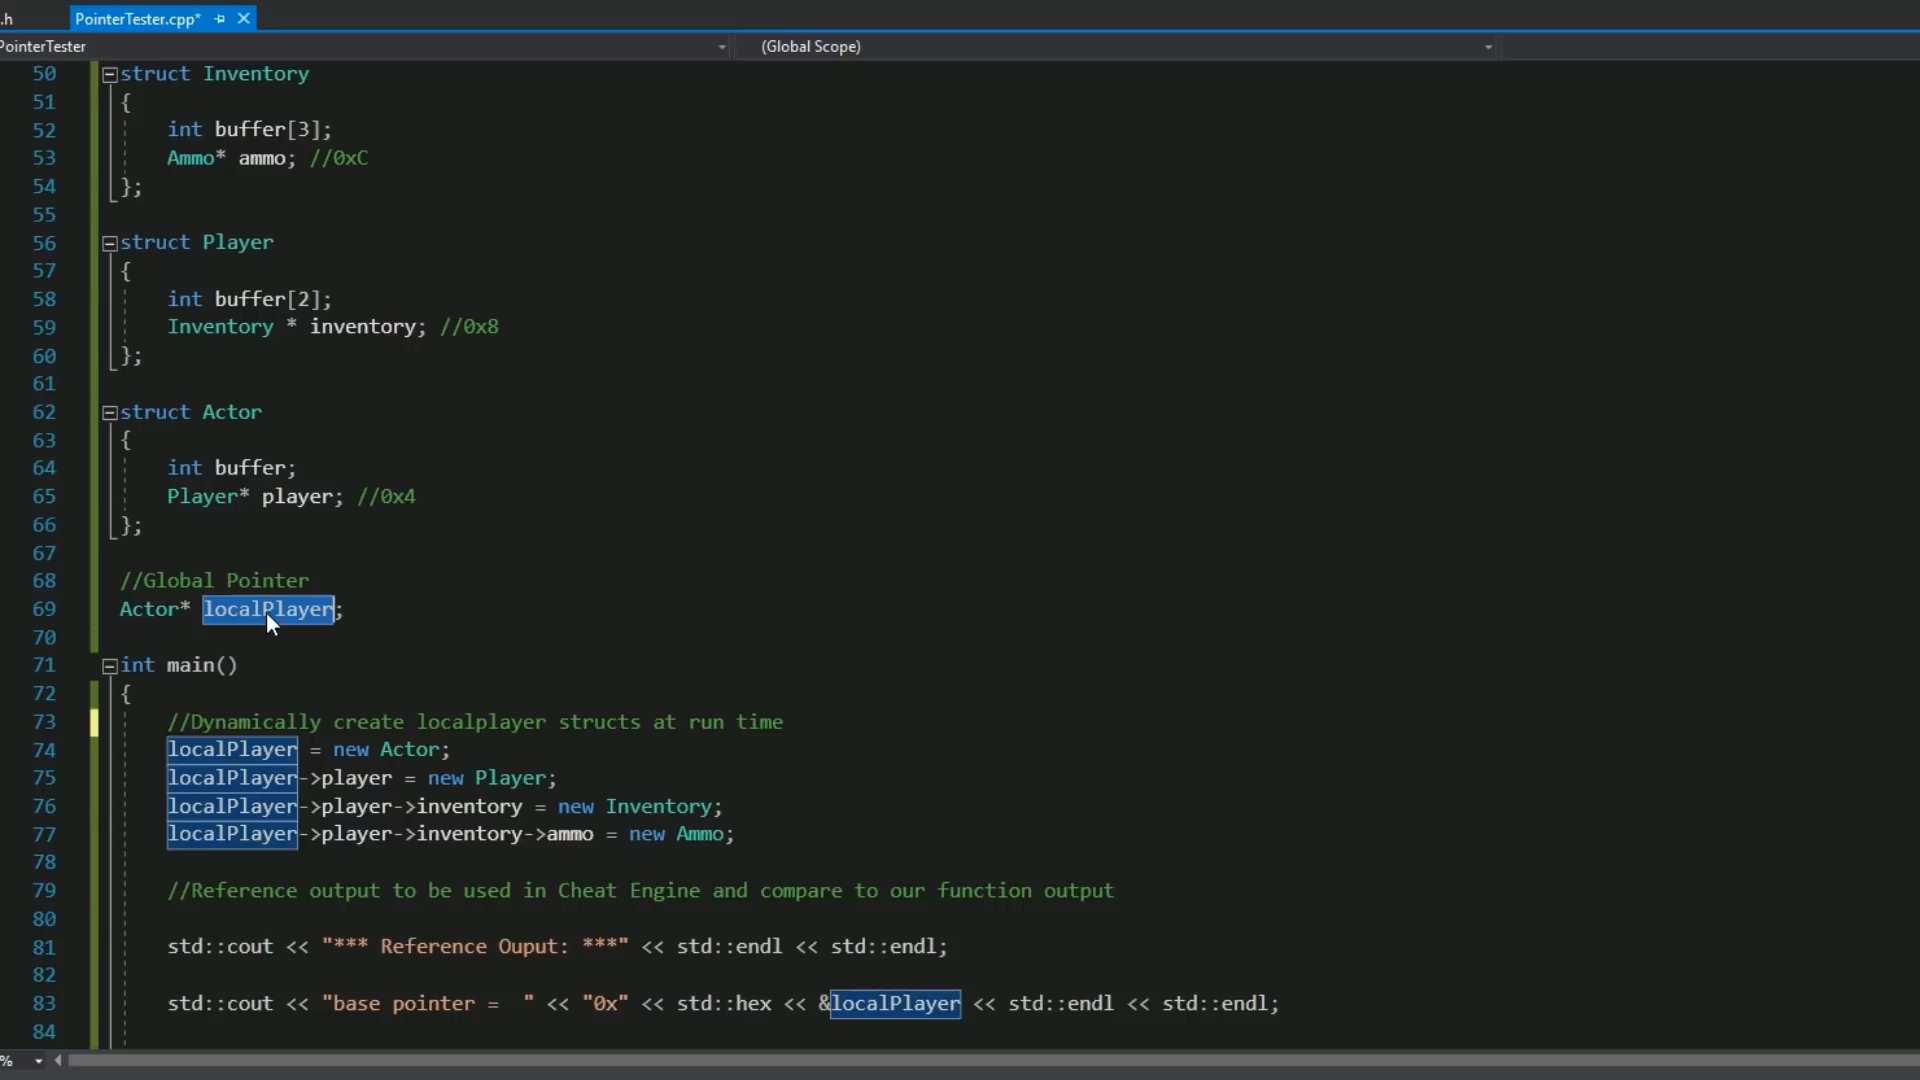 .h PointerTester.cpp*
PointerTester (Global Scope)
50 struct Inventory
51 {
52 int buffer[3];
53 Ammo* ammo; //0xC
54 };
55
56 struct Player
57 {
58 int buffer[2];
59 Inventory * inventory; //0x8
60 };
61
62 struct Actor
63 {
64 int buffer;
65 Player* player; //0x4
66 };
67
68 //Global Pointer
69 Actor* localPlayer;
70
71 int main()
72 {
73 //Dynamically create localplayer structs at run time
74 localPlayer = new Actor;
75 localPlayer->player = new Player;
76 localPlayer->player->inventory = new Inventory;
77 localPlayer->player->inventory->ammo = new Ammo;
78
79 //Reference output to be used in Cheat Engine and compare to our function output
80
81 std::cout << "*** Reference Ouput: ***" << std::endl << std::endl;
82
83 std::cout << "base pointer =  " << "0x" << std::hex << &localPlayer << std::endl << std::endl;
84
%